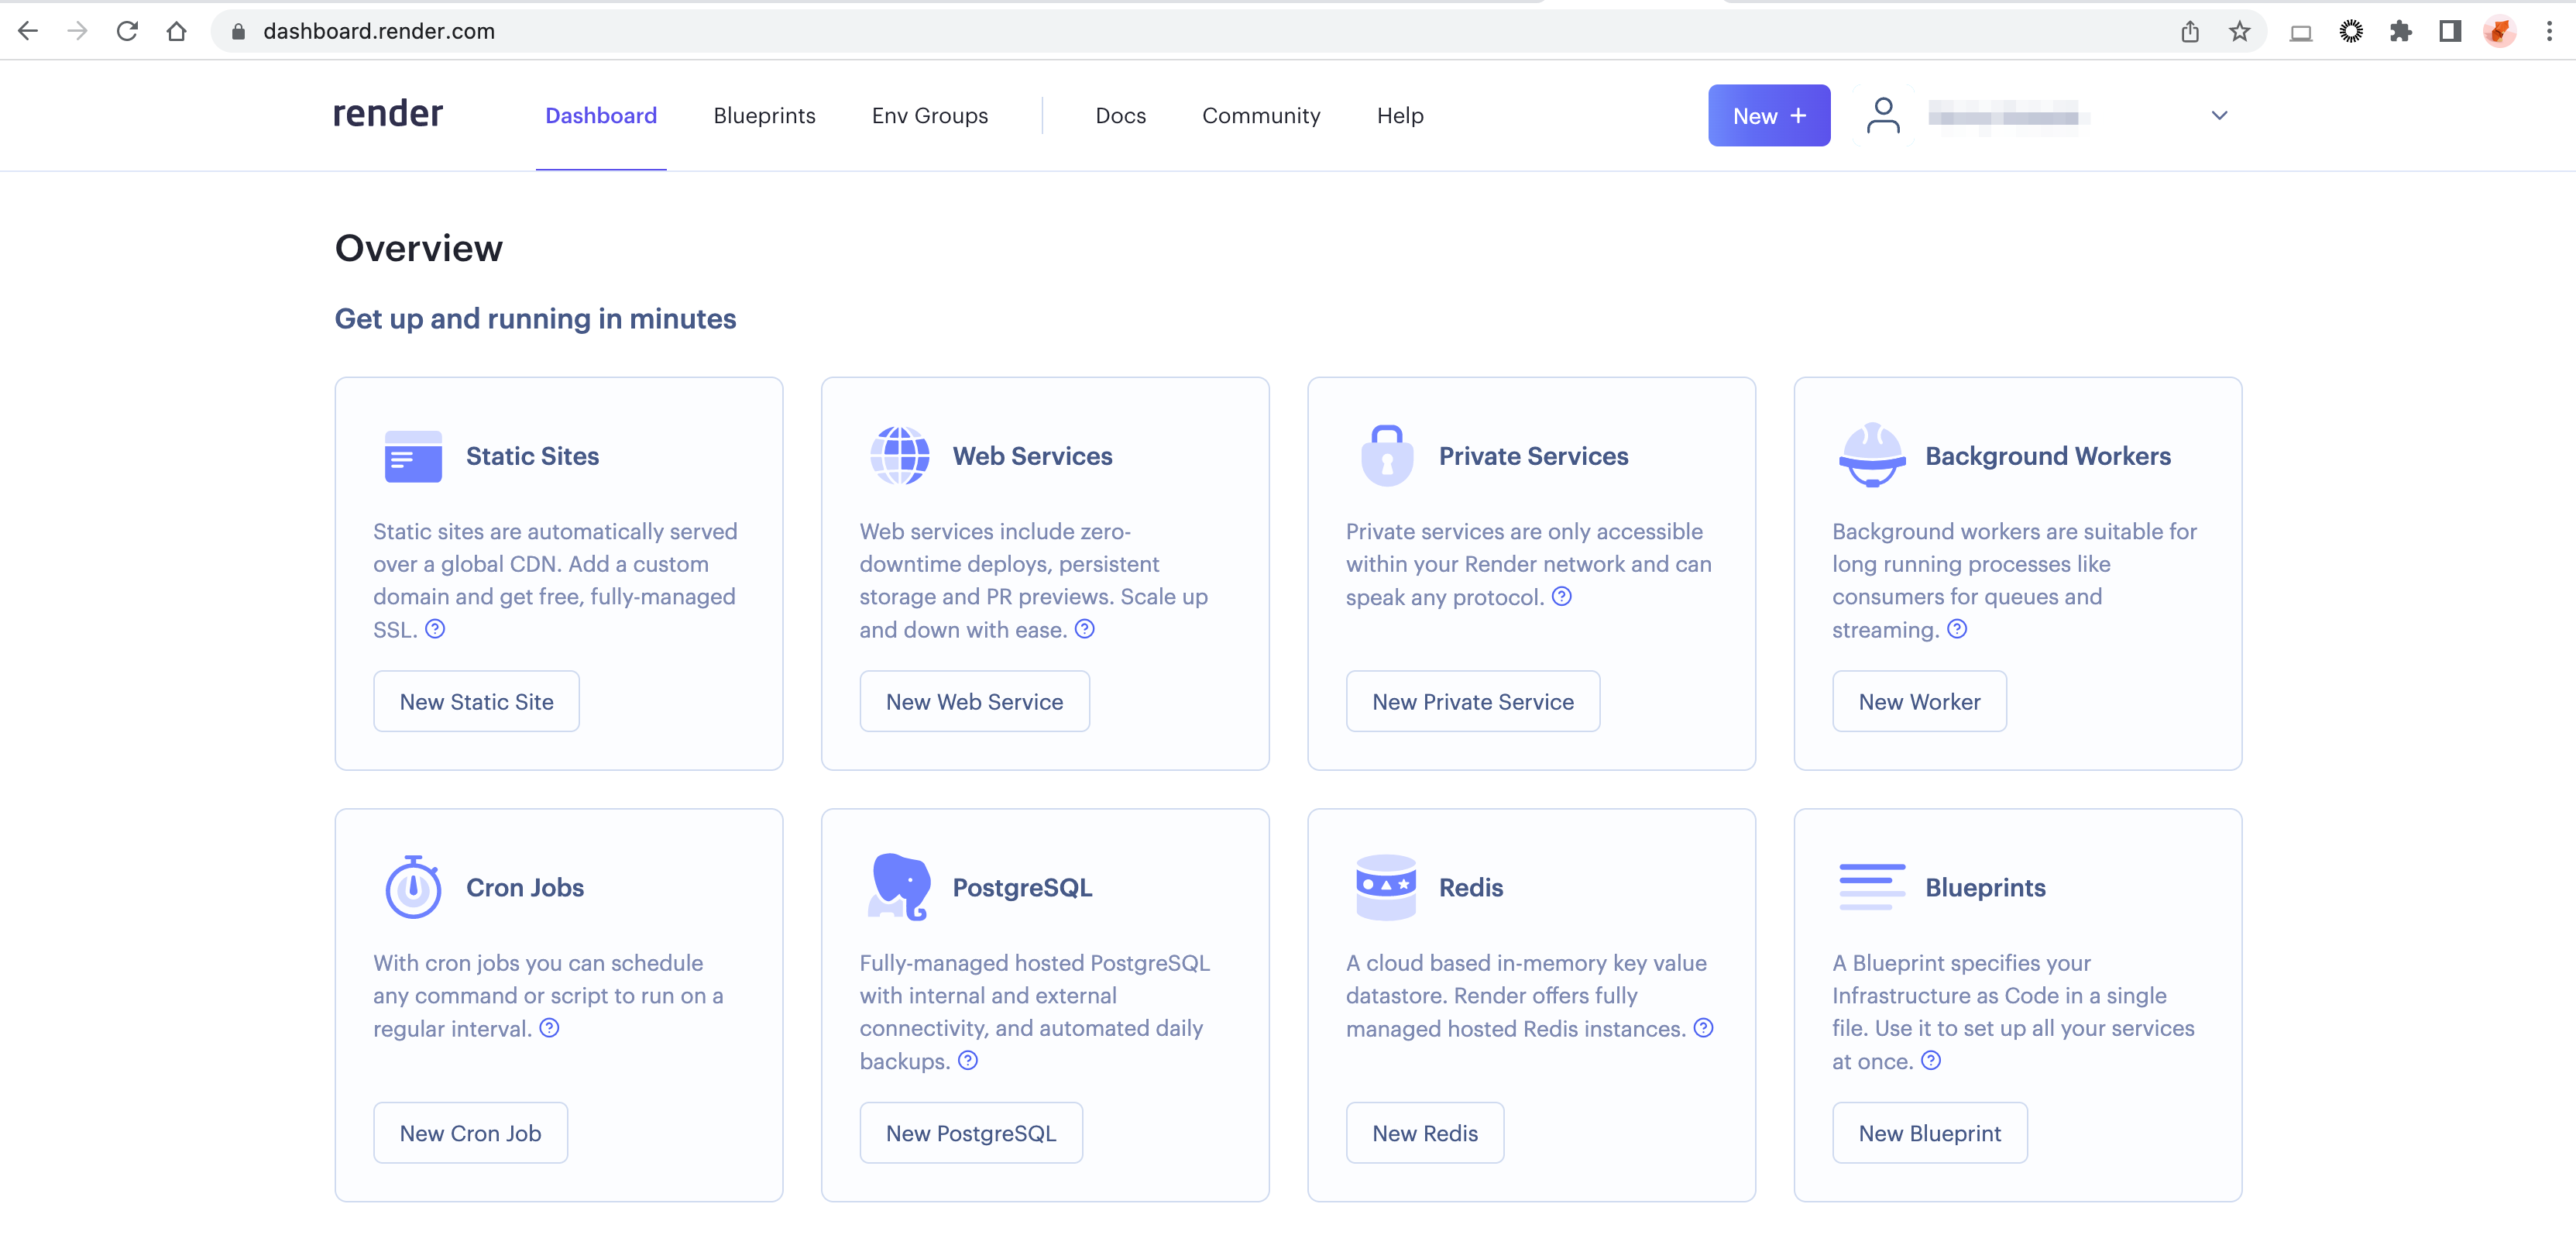 dashboard.render.com
render
Dashboard
Blueprints
Env Groups
Docs
Community
Help
New +
Overview
Get up and running in minutes
Static Sites
Static sites are automatically served
over a global CDN. Add a custom
domain and get free, fully-managed
SSL.
New Static Site
Web Services
Web services include zero-
downtime deploys, persistent
storage and PR previews. Scale up
and down with ease.
New Web Service
Private Services
Private services are only accessible
within your Render network and can
speak any protocol.
New Private Service
Background Workers
Background workers are suitable for
long running processes like
consumers for queues and
streaming.
New Worker
Cron Jobs
With cron jobs you can schedule
any command or script to run on a
regular interval.
New Cron Job
PostgreSQL
Fully-managed hosted PostgreSQL
with internal and external
connectivity, and automated daily
backups.
New PostgreSQL
Redis
A cloud based in-memory key value
datastore. Render offers fully
managed hosted Redis instances.
New Redis
Blueprints
A Blueprint specifies your
Infrastructure as Code in a single
file. Use it to set up all your services
at once.
New Blueprint